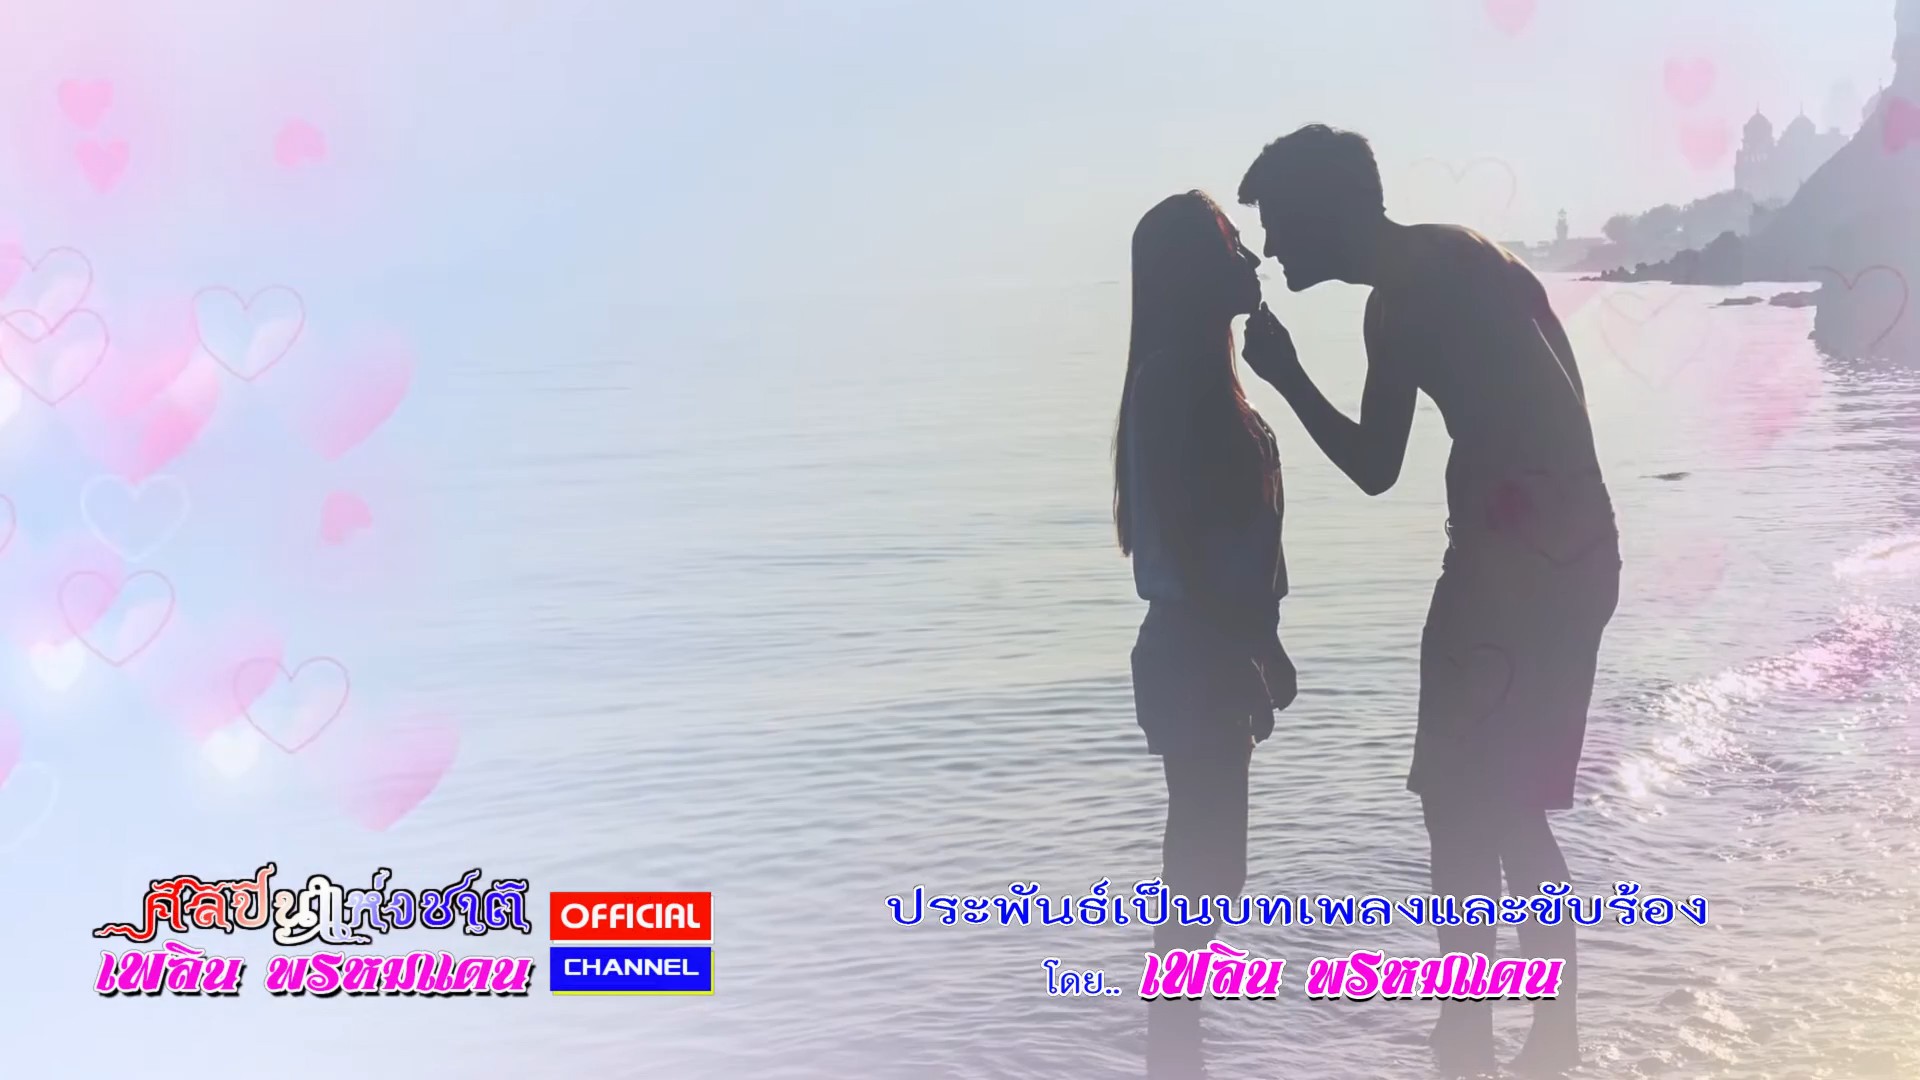 ศิลปินแห่งชาติ
เพลิน พรหมแดน
OFFICIAL
CHANNEL
ประพันธ์เป็นบทเพลงและขับร้อง
โดย.. เพลิน พรหมแดน